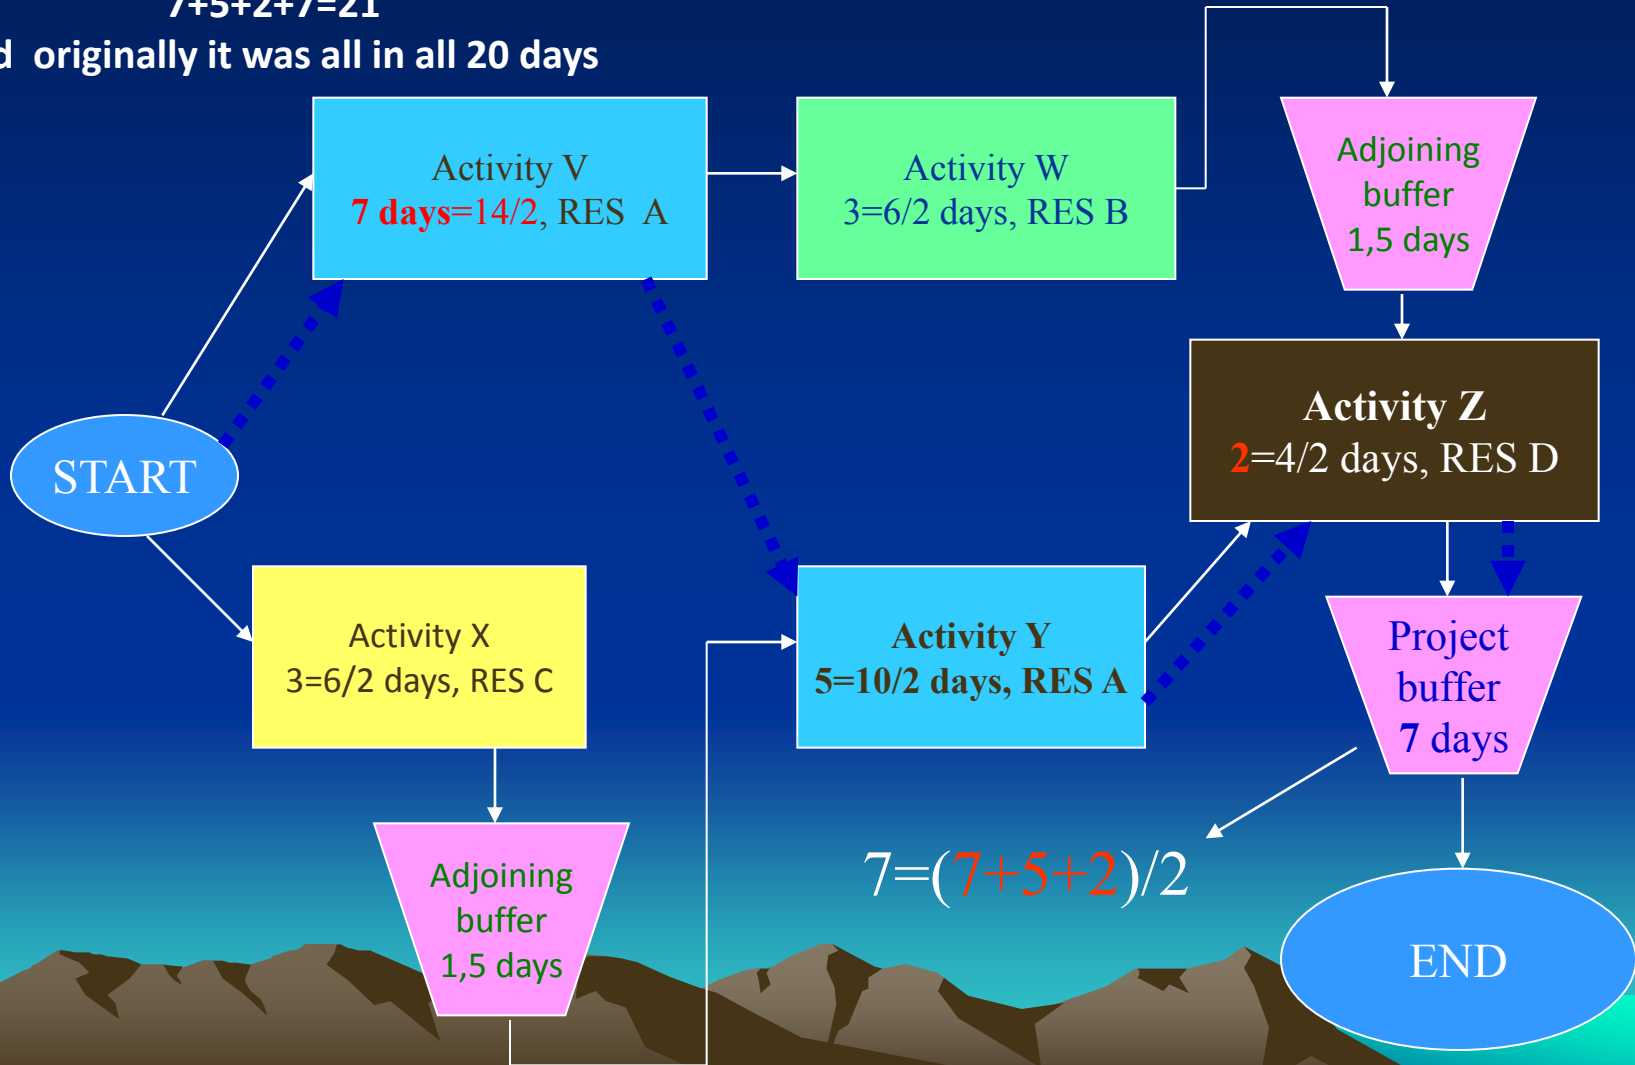 7+5+2+7=21
originally it was all in all 20 days
Activity V
7 days=14/2, RES A
Activity W
3=6/2 days, RES B
Adjoining
buffer
1,5 days
START
Activity Z
2=4/2 days, RES D
Activity X
3=6/2 days, RES C
Activity Y
5=10/2 days, RES A
Project
buffer
7 days
Adjoining
buffer
1,5 days
7=(7+5+2)/2
END